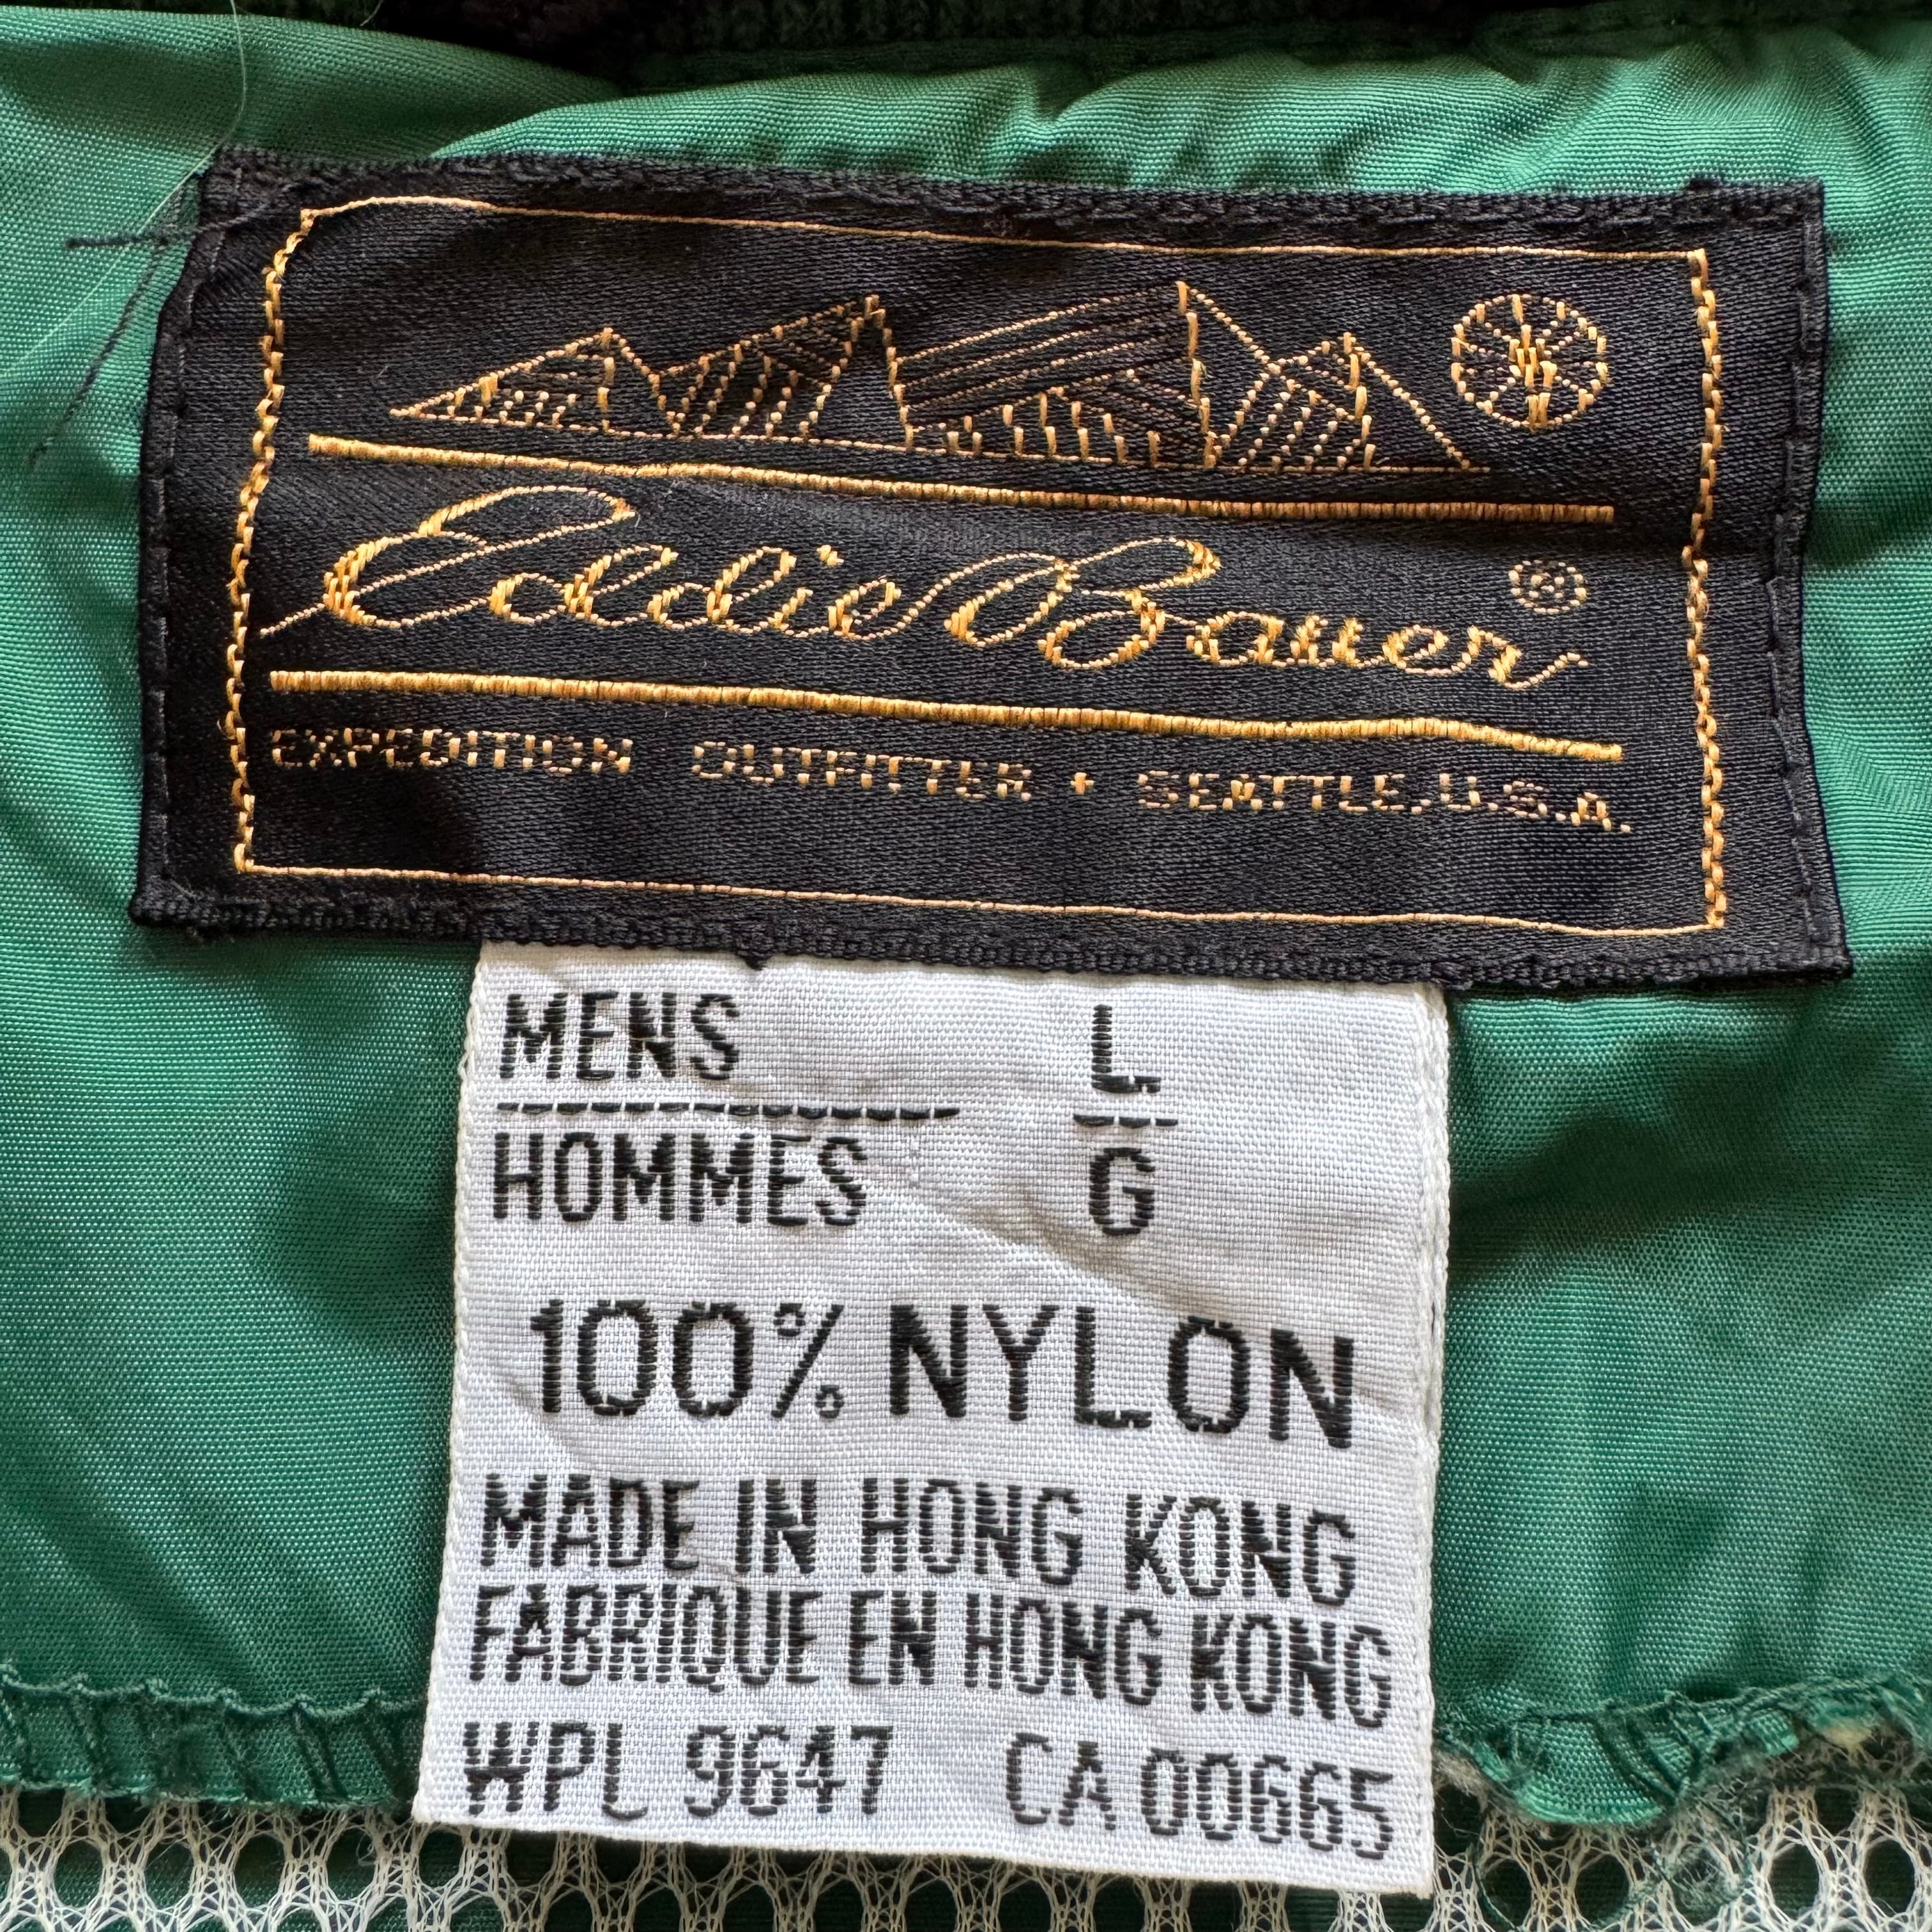 Eddie Bauer ®
EXPEDITION OUTFITTER • SEATTLE, U.S.A.
MENS L
HOMMES G
100% NYLON
MADE IN HONG KONG
FABRIQUE EN HONG KONG
WPL 9647 CA 00665